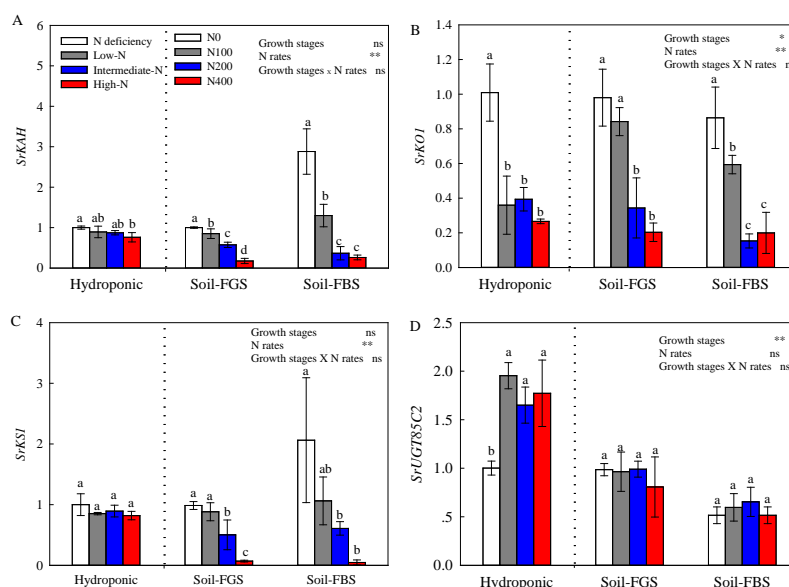 A
N deficiency
Low-N
Intermediate-N
High-N
N0
N100
N200
N400
Growth stages ns
N rates **
Growth stages x N rates ns
SrKAH
6
5
4
3
2
1
0
a ab ab b
a b c d
a b c c
Hydroponic Soil-FGS Soil-FBS
B
Growth stages *
N rates **
Growth stages X N rates n
SrKO1
1.4
1.2
1.0
0.8
0.6
0.4
0.2
0.0
a b b b
a a b b
a b c c
Hydroponic Soil-FGS Soil-FBS
C
Growth stages ns
N rates **
Growth stages X N rates ns
SrKS1
4
3
2
1
0
a a a a
a a b b
a ab b b
Hydroponic Soil-FGS Soil-FBS
D
Growth stages **
N rates ns
Growth stages X N rates ns
SrUGT85C2
2.5
2.0
1.5
1.0
0.5
0.0
b a a a
a a a a
a a a a
Hydroponic Soil-FGS Soil-FBS